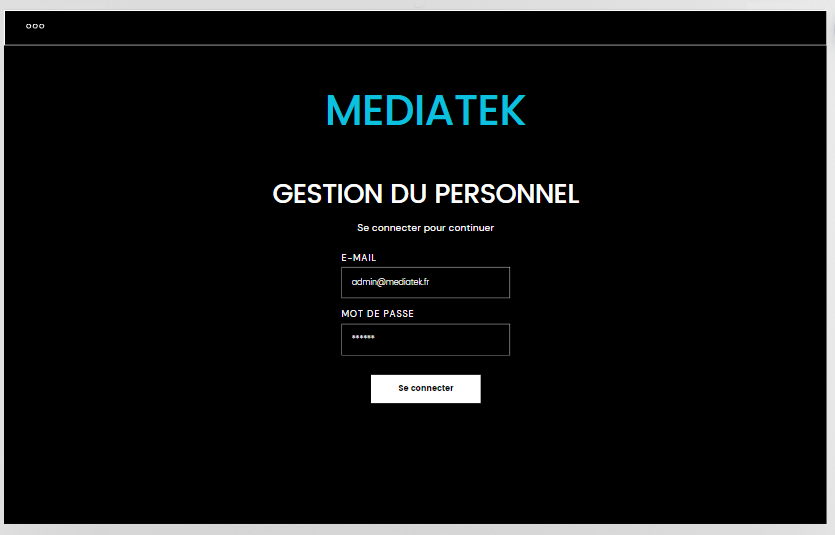 MEDIATEK
GESTION DU PERSONNEL
Se connecter pour continuer
E-MAIL
admin@mediatek.fr
MOT DE PASSE
******
Se connecter